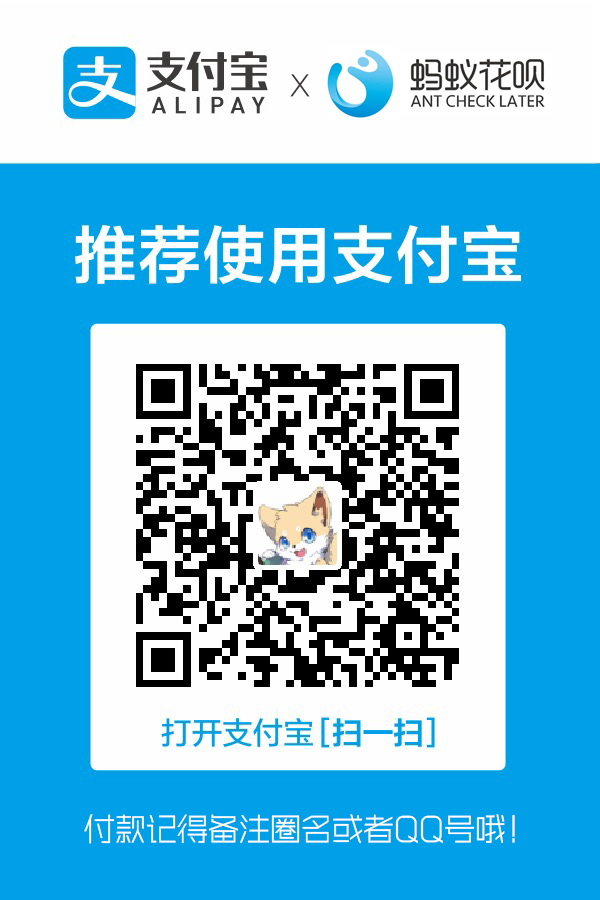 支付宝
ALIPAY
X
蚂蚁花呗
ANT CHECK LATER
推荐使用支付宝
打开支付宝[扫一扫]
付款记得备注圈名或者QQ号哦!